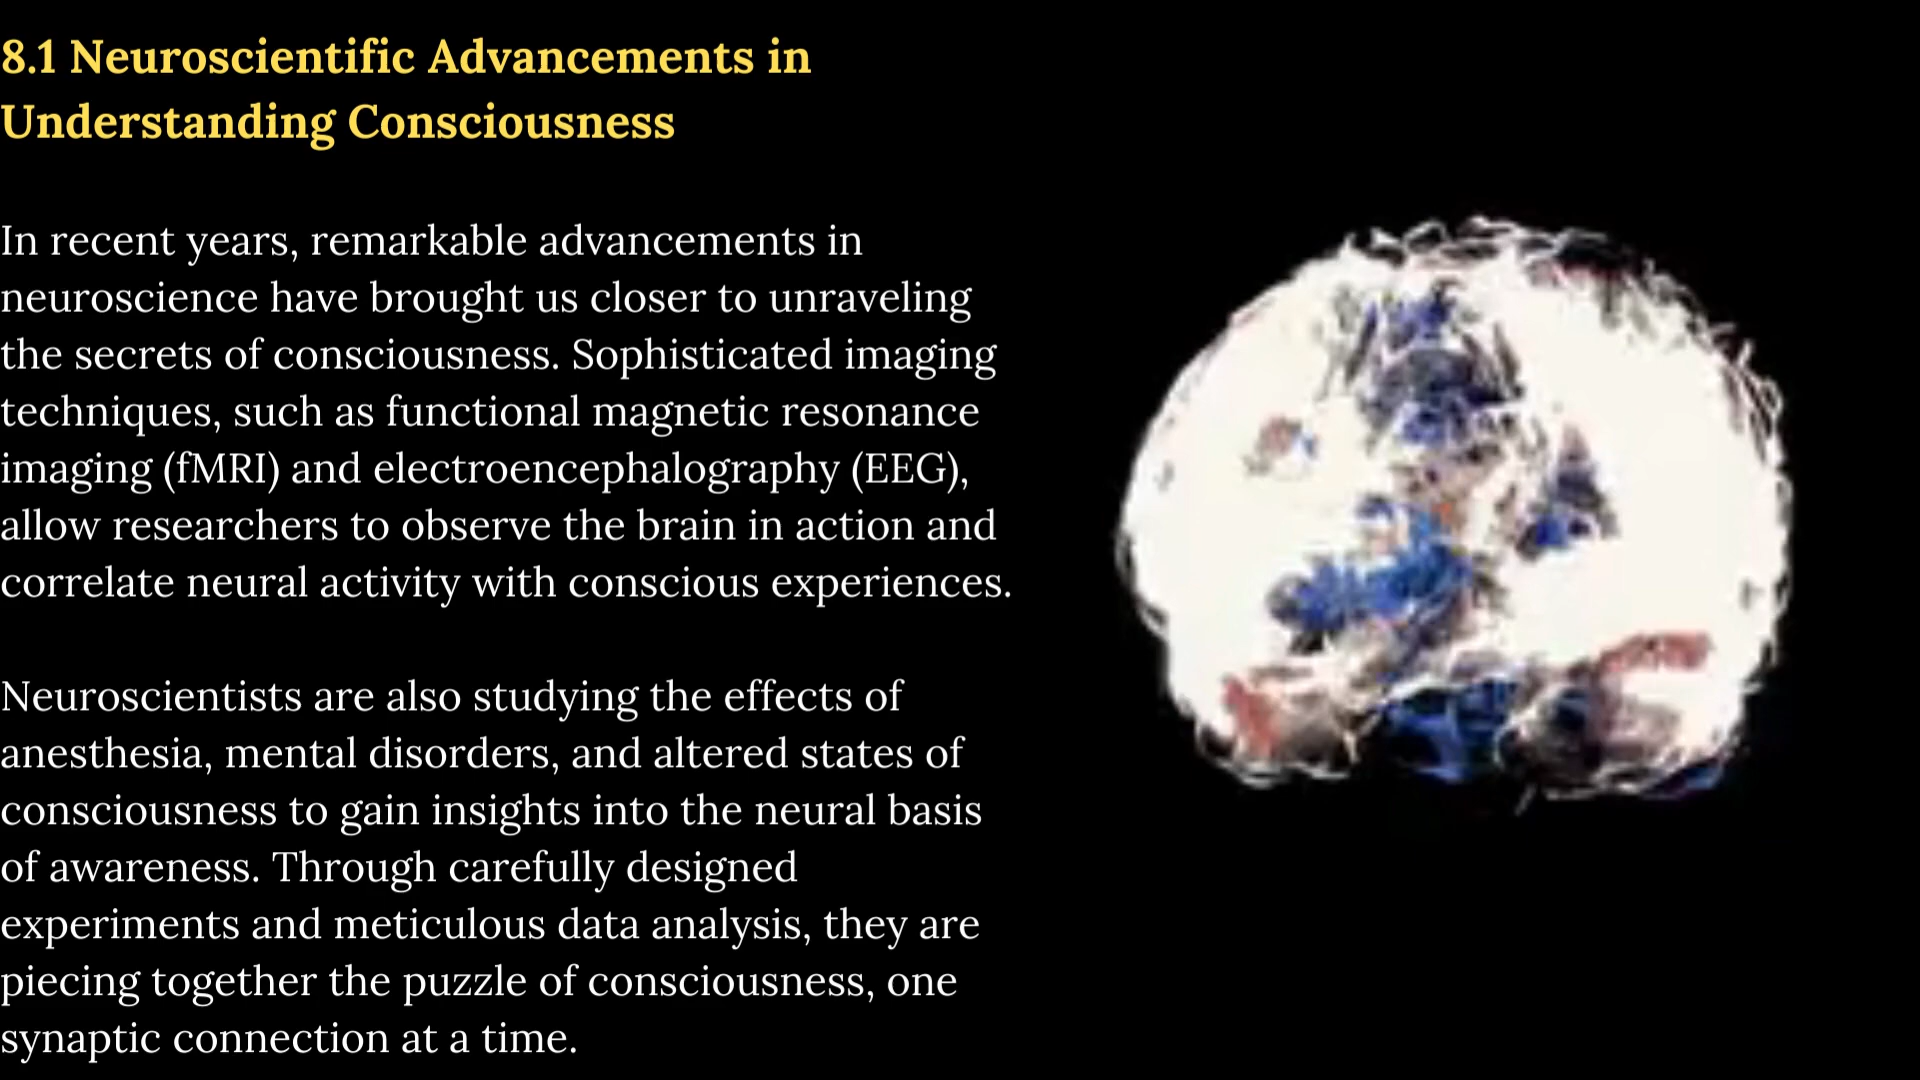 8.1 Neuroscientific Advancements in
Understanding Consciousness
In recent years, remarkable advancements in
neuroscience have brought us closer to unraveling
the secrets of consciousness. Sophisticated imaging
techniques, such as functional magnetic resonance
imaging (fMRI) and electroencephalography (EEG),
allow researchers to observe the brain in action and
correlate neural activity with conscious experiences.
Neuroscientists are also studying the effects of
anesthesia, mental disorders, and altered states of
consciousness to gain insights into the neural basis
of awareness. Through carefully designed
experiments and meticulous data analysis, they are
piecing together the puzzle of consciousness, one
synaptic connection at a time.